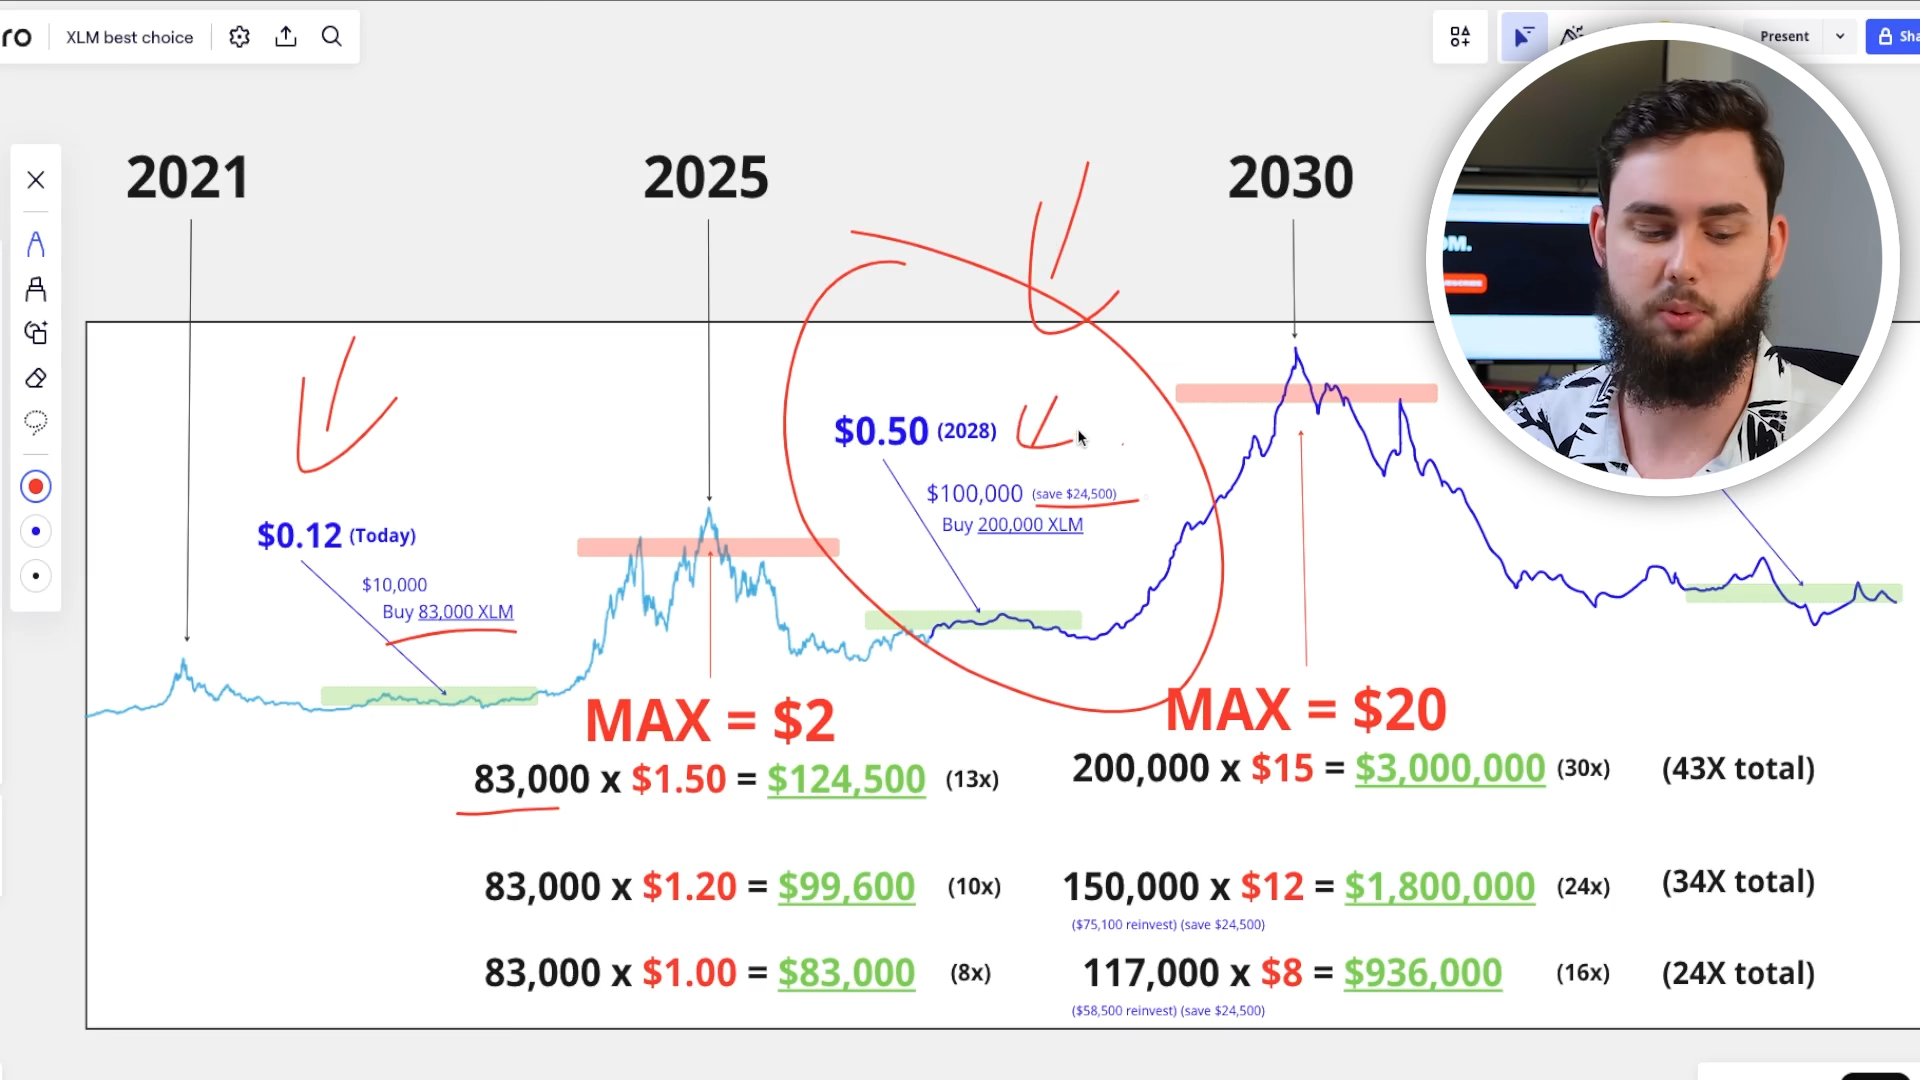 ro XLM best choice
Present
Sha
OM.
2021 2025 2030
$0.50 (2028)
$100,000 (save $24,500)
Buy 200,000 XLM
$0.12 (Today)
$10,000
Buy 83,000 XLM
MAX = $2
MAX = $20
83,000 x $1.50 = $124,500 (13x)
200,000 x $15 = $3,000,000 (30x) (43X total)
83,000 x $1.20 = $99,600 (10x)
150,000 x $12 = $1,800,000 (24x) (34X total)
($75,100 reinvest) (save $24,500)
83,000 x $1.00 = $83,000 (8x)
117,000 x $8 = $936,000 (16x) (24X total)
($58,500 reinvest) (save $24,500)